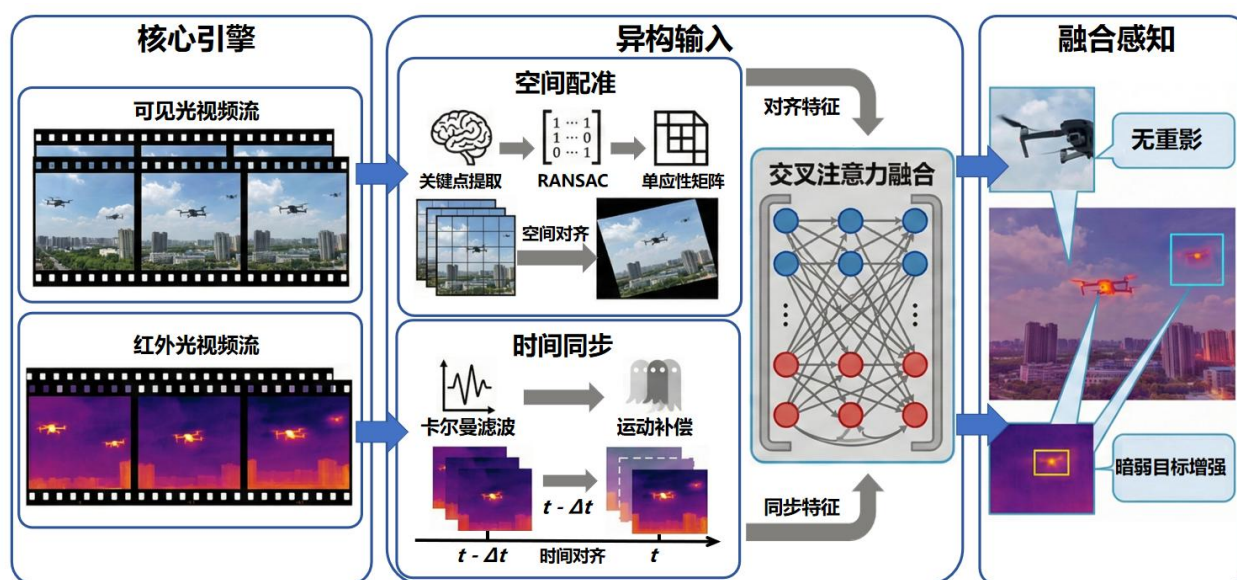 核心引擎
可见光视频流
红外光视频流
异构输入
空间配准
关键点提取
RANSAC
单应性矩阵
1 ··· 1
1 ··· 0
0 ··· 1
空间对齐
时间同步
卡尔曼滤波
运动补偿
t - Δt
t - Δt
时间对齐
t
对齐特征
交叉注意力融合
同步特征
融合感知
无重影
暗弱目标增强